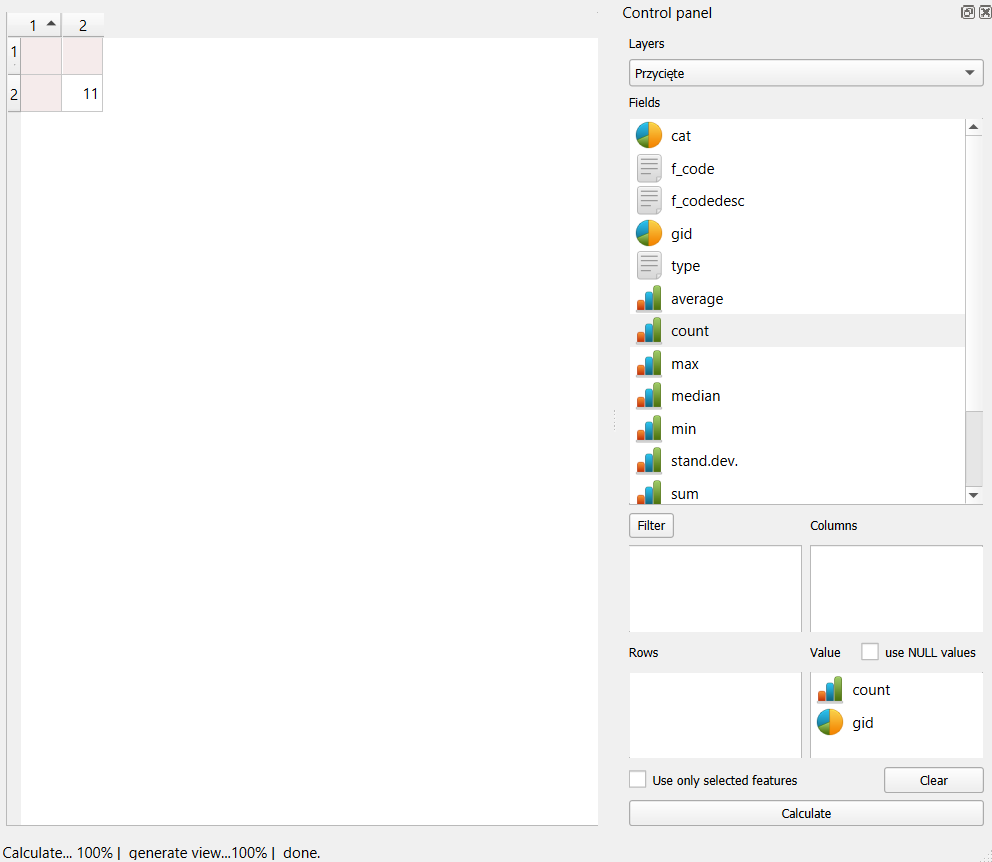 1 2
1
2 11
Control panel
Layers
Przycięte
Fields
cat
f_code
f_codedesc
gid
type
average
count
max
median
min
stand.dev.
sum
Filter Columns
Rows Value use NULL values
count
gid
Use only selected features Clear
Calculate
Calculate... 100% | generate view...100% | done.